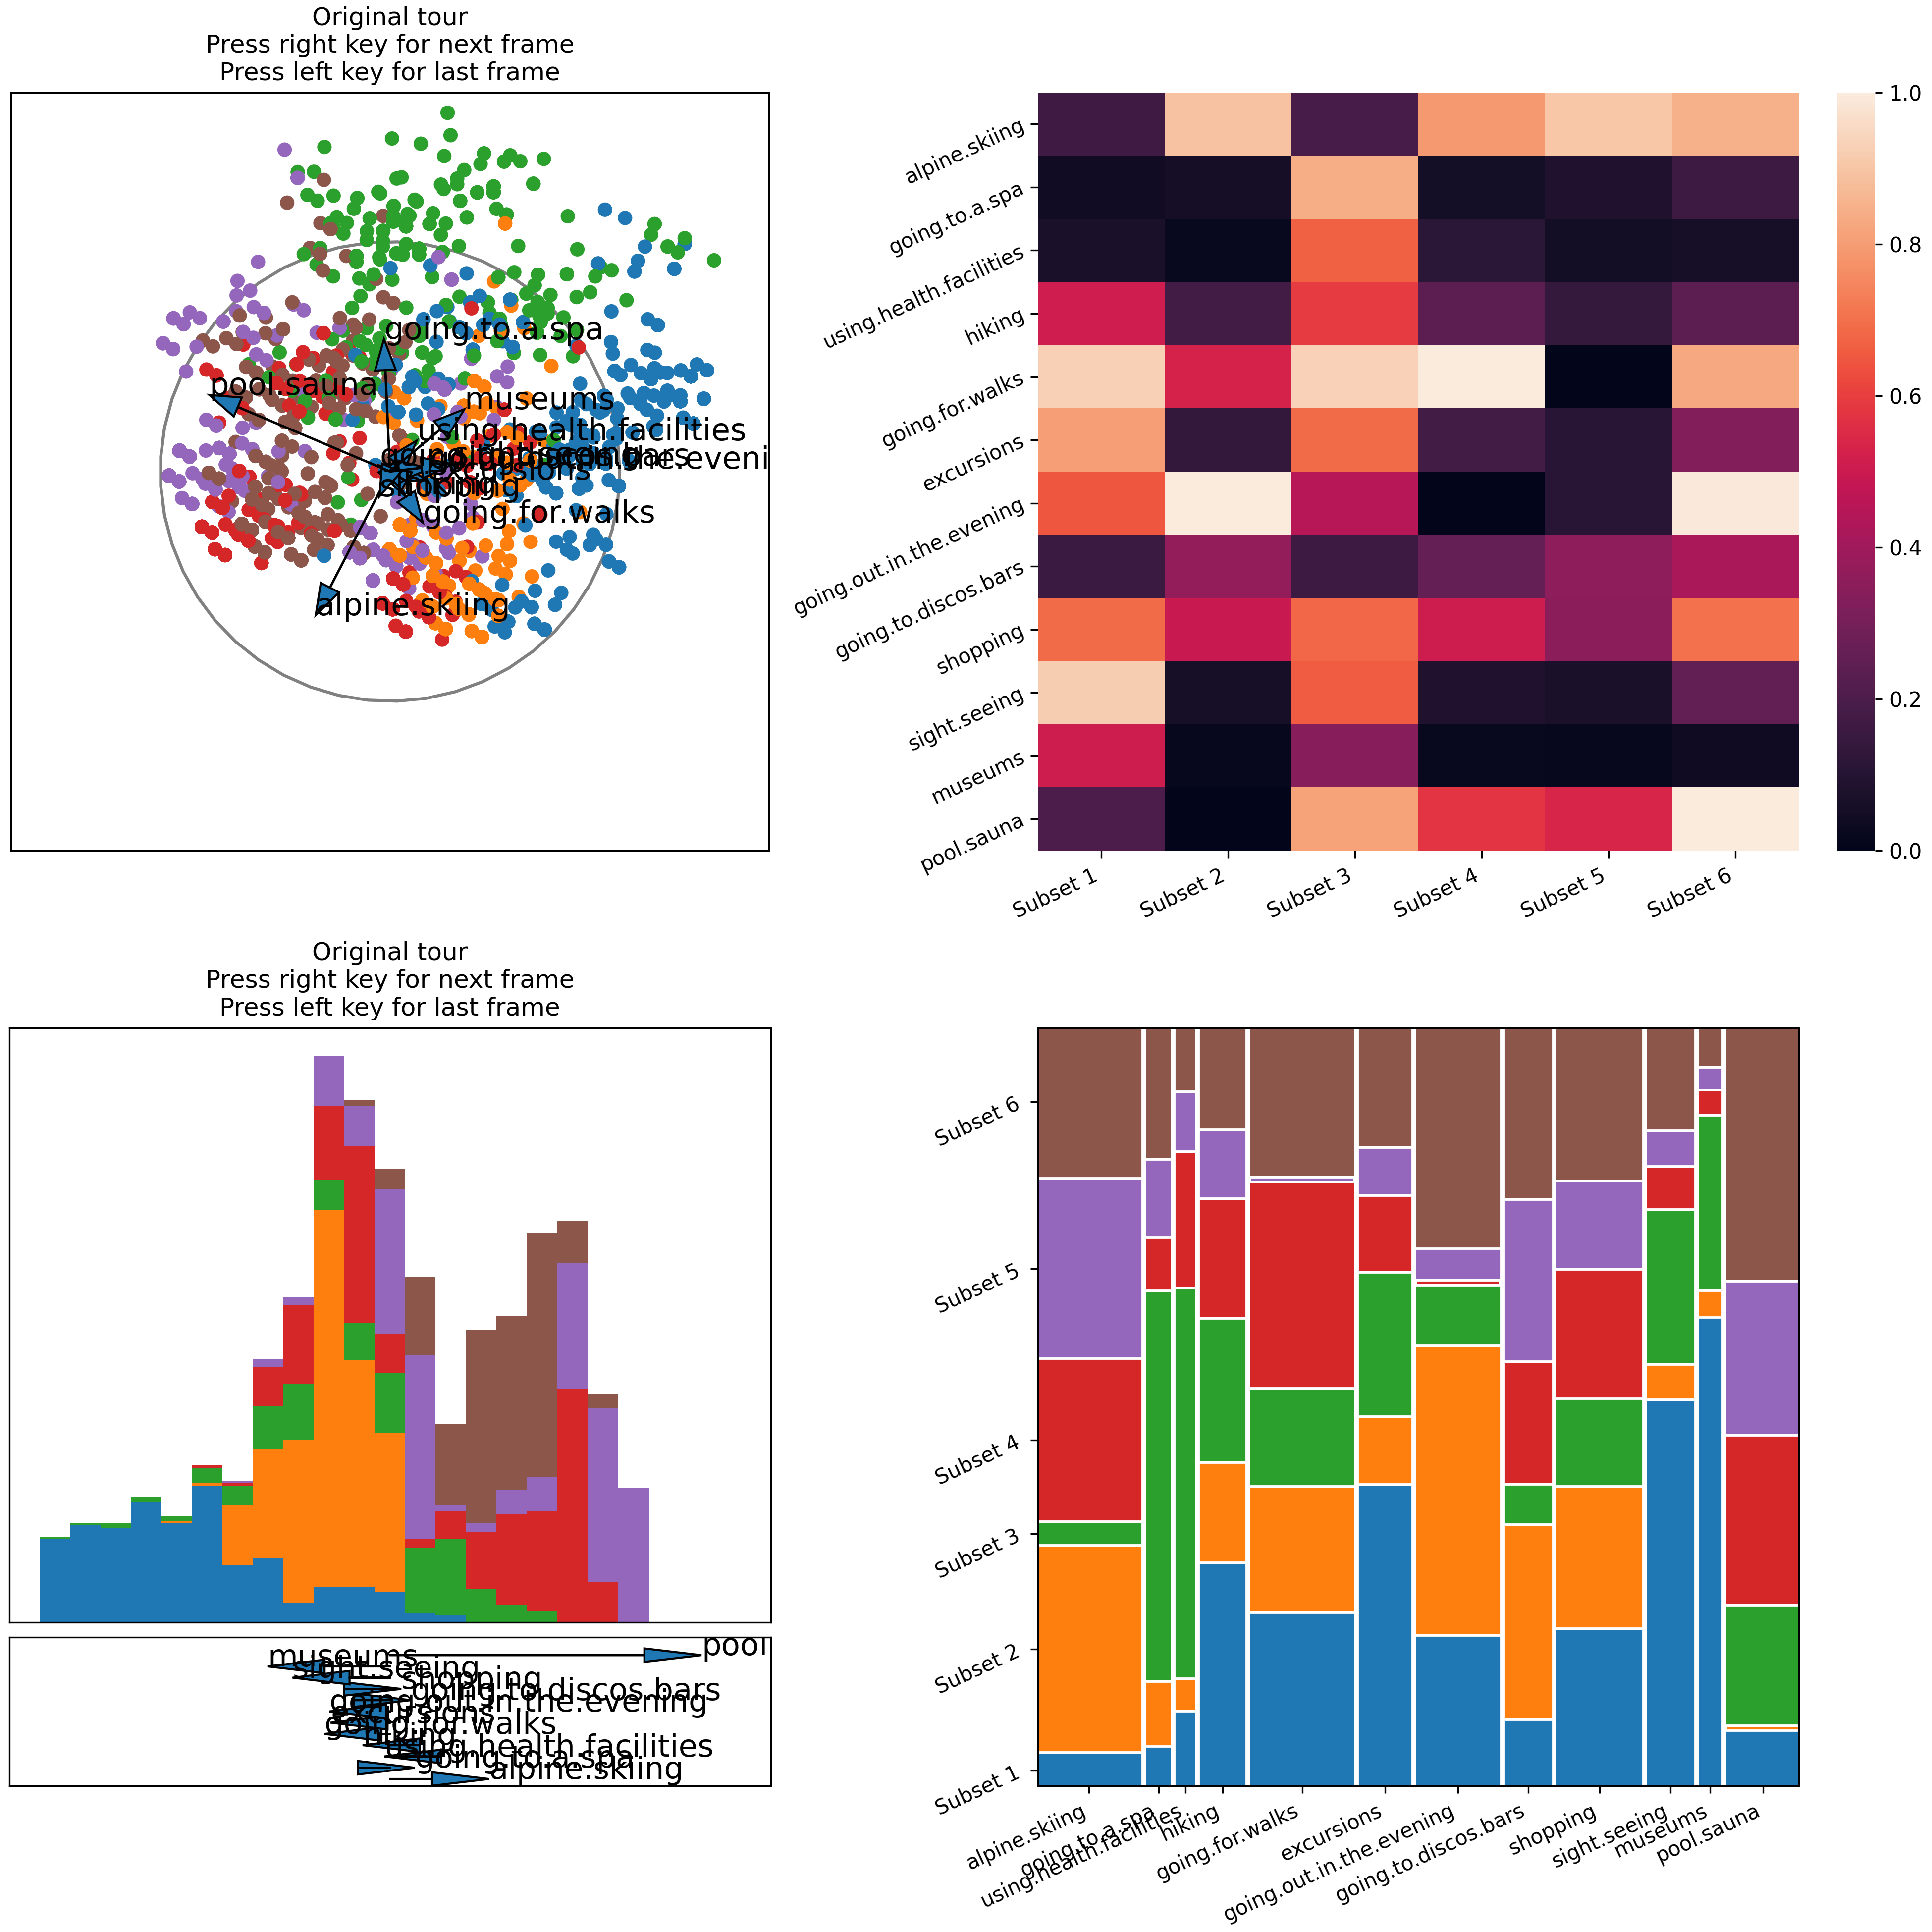 Original tour
Press right key for next frame
Press left key for last frame
going.to.a.spa
pool.sauna
museums
using.health.facilities
going.for.walks
alpine.skiing
alpine.skiing
going.to.a.spa
using.health.facilities
hiking
going.for.walks
excursions
going.out.in.the.evening
going.to.discos.bars
shopping
sight.seeing
museums
pool.sauna
Subset 1
Subset 2
Subset 3
Subset 4
Subset 5
Subset 6
1.0
0.8
0.6
0.4
0.2
0.0
Original tour
Press right key for next frame
Press left key for last frame
pool
museums
sight.seeing
shopping
going.to.discos.bars
going.out.in.the.evening
excursions
going.for.walks
hiking
using.health.facilities
going.to.a.spa
alpine.skiing
Subset 6
Subset 5
Subset 4
Subset 3
Subset 2
Subset 1
alpine.skiing
going.to.a.spa
using.health.facilities
hiking
going.for.walks
excursions
going.out.in.the.evening
going.to.discos.bars
shopping
sight.seeing
museums
pool.sauna